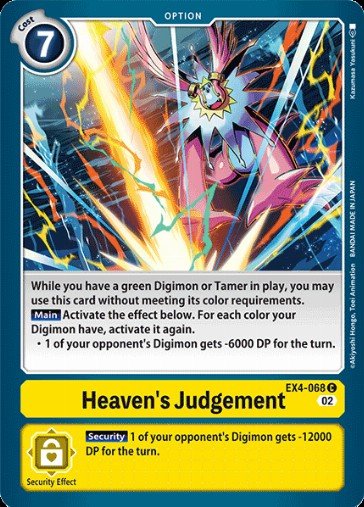 OPTION
Cost
7
Kazumasa Yasukuni
©Akiyoshi Hongo, Toei Animation BANDAI MADE IN JAPAN
While you have a green Digimon or Tamer in play, you may
use this card without meeting its color requirements.
Main Activate the effect below. For each color your
Digimon have, activate it again.
・1 of your opponent's Digimon gets -6000 DP for the turn.
EX4-068 C
Heaven's Judgement
02
Security 1 of your opponent's Digimon gets -12000
DP for the turn.
Security Effect